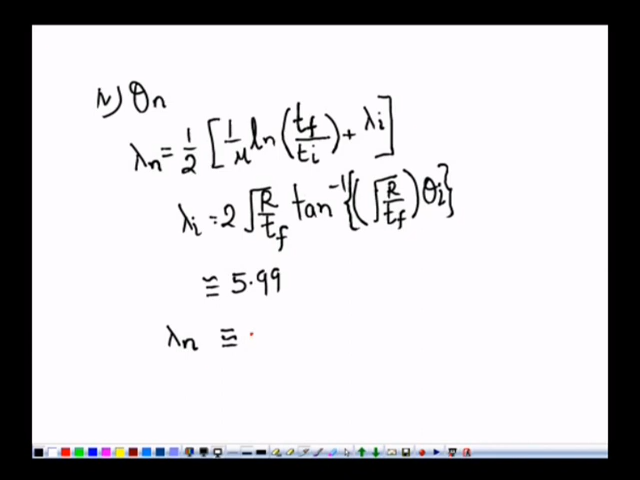 iv) θn
λn = 1/2 [ 1/μ ln (tf/ti) + λi ]
λi = 2 √R/tf tan⁻¹ {( √R/tf ) θi}
≅ 5.99
λn ≅ .